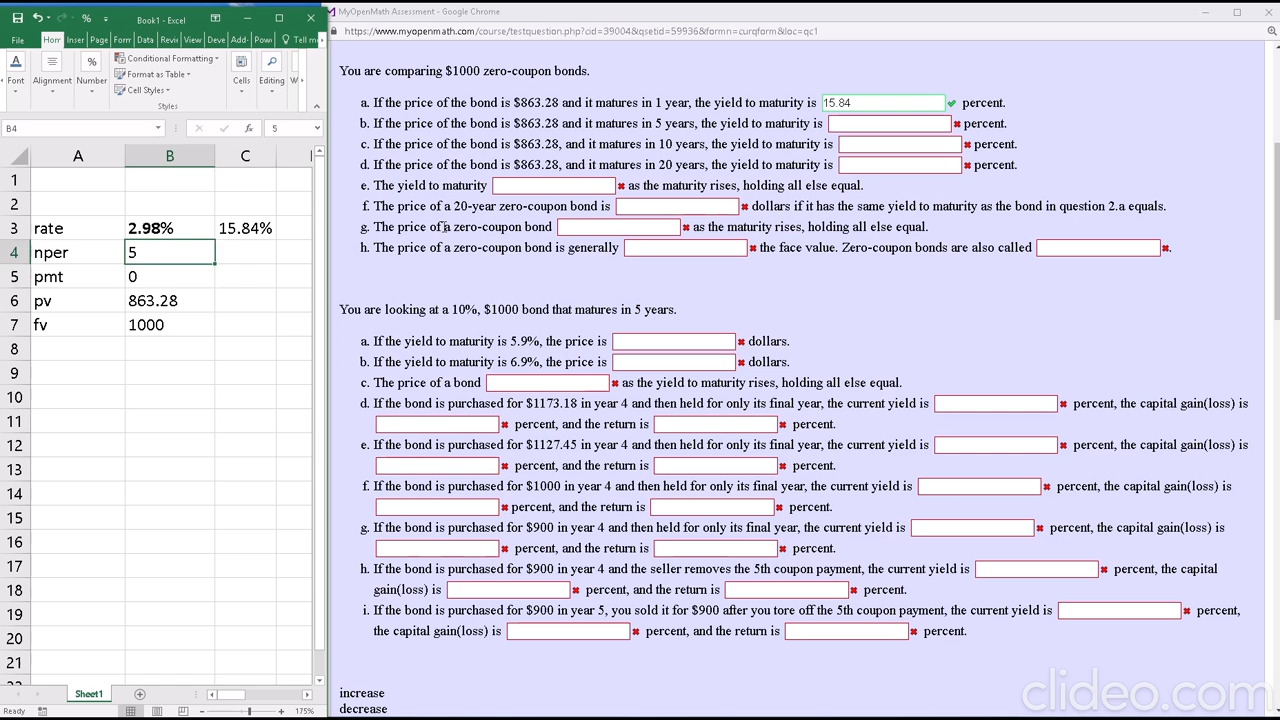 Book1 - Excel
File Hom Inser Page Form Data Revi View Deve Add- Pow Tell m
Font Alignment Number Conditional Formatting Format as Table Cell Styles Cells Editing
Styles
B4 fx 5
A B C
1
2
3 rate 2.98% 15.84%
4 nper 5
5 pmt 0
6 pv 863.28
7 fv 1000
8
9
10
11
12
13
14
15
16
17
18
19
20
21
Sheet1
Ready 175%
MyOpenMath Assessment - Google Chrome
https://www.myopenmath.com/course/testquestion.php?cid=39004&qsetid=59936&formn=curqform&loc=qc1
You are comparing $1000 zero-coupon bonds.
a. If the price of the bond is $863.28 and it matures in 1 year, the yield to maturity is 15.84 percent.
b. If the price of the bond is $863.28 and it matures in 5 years, the yield to maturity is percent.
c. If the price of the bond is $863.28, and it matures in 10 years, the yield to maturity is percent.
d. If the price of the bond is $863.28, and it matures in 20 years, the yield to maturity is percent.
e. The yield to maturity as the maturity rises, holding all else equal.
f. The price of a 20-year zero-coupon bond is dollars if it has the same yield to maturity as the bond in question 2.a equals.
g. The price of a zero-coupon bond as the maturity rises, holding all else equal.
h. The price of a zero-coupon bond is generally the face value. Zero-coupon bonds are also called .
You are looking at a 10%, $1000 bond that matures in 5 years.
a. If the yield to maturity is 5.9%, the price is dollars.
b. If the yield to maturity is 6.9%, the price is dollars.
c. The price of a bond as the yield to maturity rises, holding all else equal.
d. If the bond is purchased for $1173.18 in year 4 and then held for only its final year, the current yield is percent, the capital gain(loss) is
percent, and the return is percent.
e. If the bond is purchased for $1127.45 in year 4 and then held for only its final year, the current yield is percent, the capital gain(loss) is
percent, and the return is percent.
f. If the bond is purchased for $1000 in year 4 and then held for only its final year, the current yield is percent, the capital gain(loss) is
percent, and the return is percent.
g. If the bond is purchased for $900 in year 4 and then held for only its final year, the current yield is percent, the capital gain(loss) is
percent, and the return is percent.
h. If the bond is purchased for $900 in year 4 and the seller removes the 5th coupon payment, the current yield is percent, the capital
gain(loss) is percent, and the return is percent.
i. If the bond is purchased for $900 in year 5, you sold it for $900 after you tore off the 5th coupon payment, the current yield is percent,
the capital gain(loss) is percent, and the return is percent.
increase
decrease
clideo.com